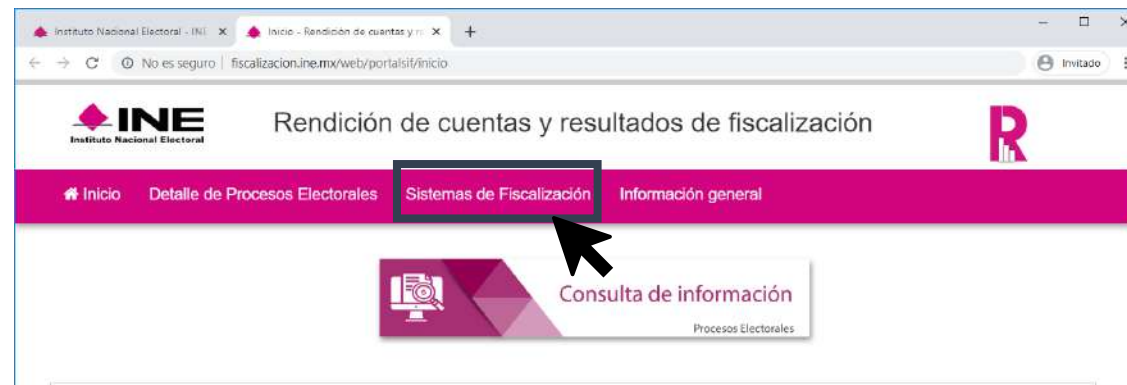 Instituto Nacional Electoral - INE
Inicio - Rendición de cuentas y r
No es seguro | fiscalizacion.ine.mx/web/portalsif/inicio
Invitado
INE
Instituto Nacional Electoral
Rendición de cuentas y resultados de fiscalización
R
Inicio Detalle de Procesos Electorales Sistemas de Fiscalización Información general
Consulta de información
Procesos Electorales